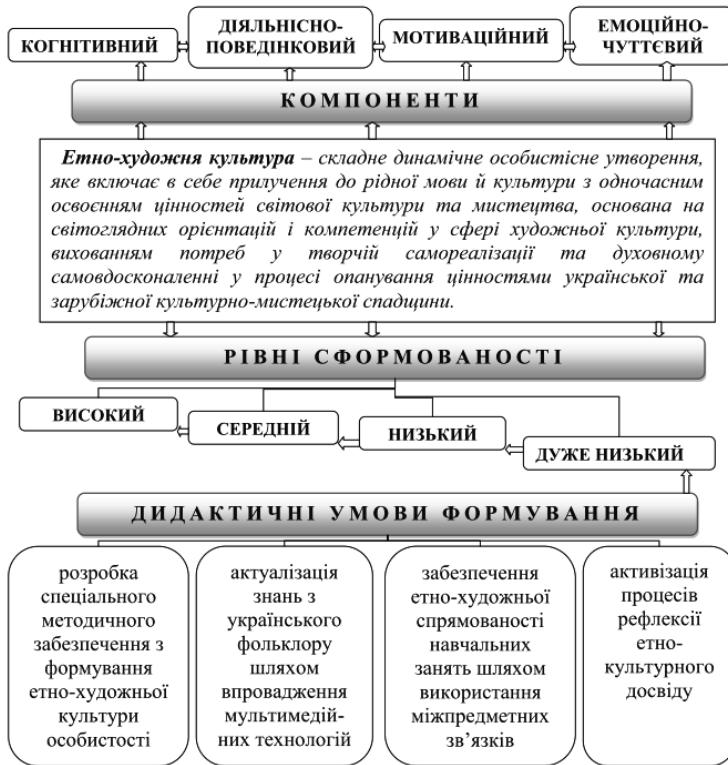 КОГНІТИВНИЙ
ДІЯЛЬНІСНО-
ПОВЕДІНКОВИЙ
МОТИВАЦІЙНИЙ
ЕМОЦІЙНО-
ЧУТТЄВИЙ
КОМПОНЕНТИ
Етно-художня культура – складне динамічне особистісне утворення,
яке включає в себе прилучення до рідної мови й культури з одночасним
освоєнням цінностей світової культури та мистецтва, основана на
світоглядних орієнтацій і компетенцій у сфері художньої культури,
вихованням потреб у творчій самореалізації та духовному
самовдосконаленні у процесі опанування цінностями української та
зарубіжної культурно-мистецької спадщини.
РІВНІ СФОРМОВАНОСТІ
ВИСОКИЙ
СЕРЕДНІЙ
НИЗЬКИЙ
ДУЖЕ НИЗЬКИЙ
ДИДАКТИЧНІ УМОВИ ФОРМУВАННЯ
розробка
спеціального
методичного
забезпечення з
формування
етно-художньої
культури
особистості
актуалізація
знань з
українського
фольклору
шляхом
впровадження
мультимедій-
них технологій
забезпечення
етно-художньої
спрямованості
навчальних
занять шляхом
використання
міжпредметних
зв’язків
активізація
процесів
рефлексії
етно-
культурного
досвіду